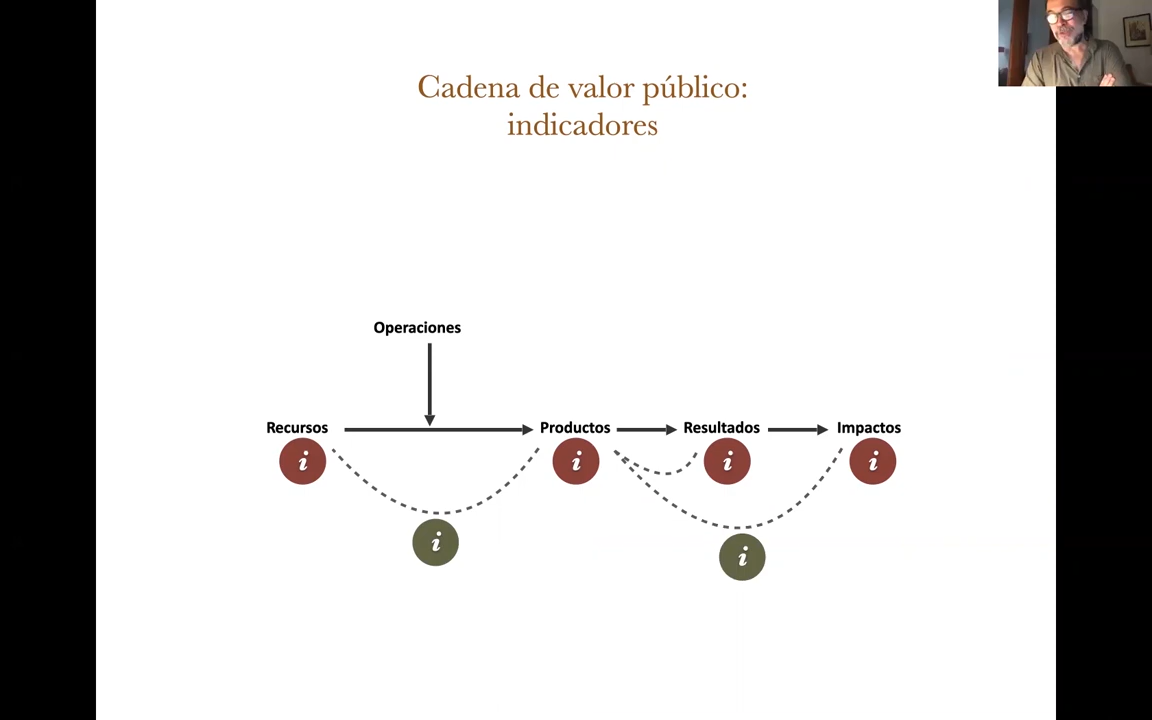 Cadena de valor público:
indicadores
Operaciones
Recursos
Productos
Resultados
Impactos
i
i
i
i
i
i